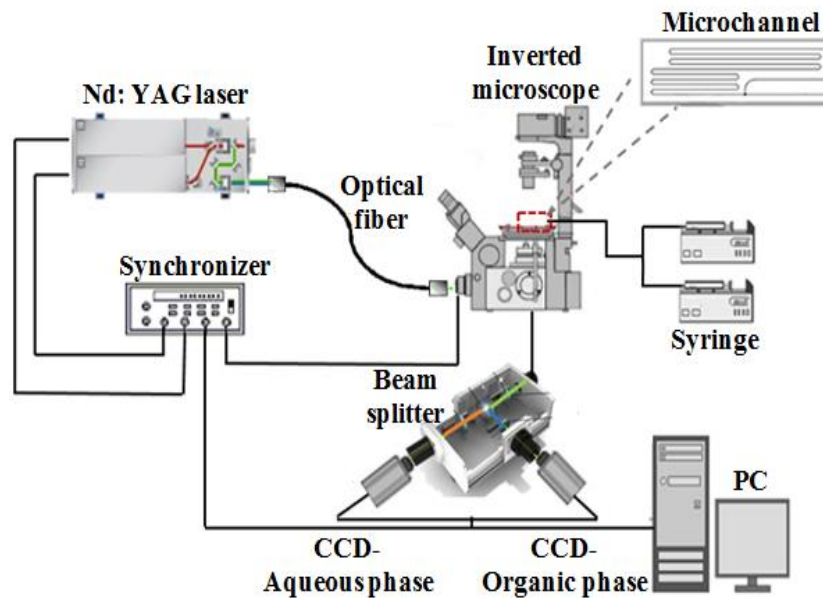 Microchannel
Inverted
microscope
Nd: YAG laser
Optical
fiber
Synchronizer
Syringe
Beam
splitter
PC
CCD-
Aqueous phase
CCD-
Organic phase